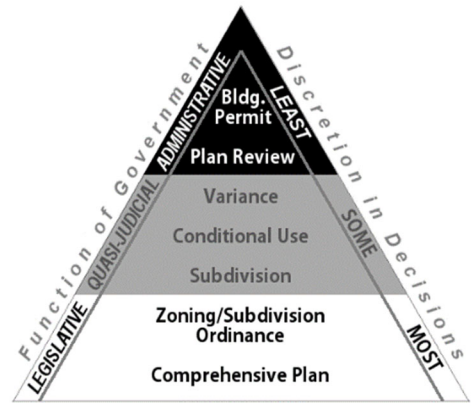 Function of Government
Discretion in Decisions
ADMINISTRATIVE
LEAST
Bldg.
Permit
Plan Review
QUASI-JUDICIAL
SOME
Variance
Conditional Use
Subdivision
LEGISLATIVE
MOST
Zoning/Subdivision
Ordinance
Comprehensive Plan